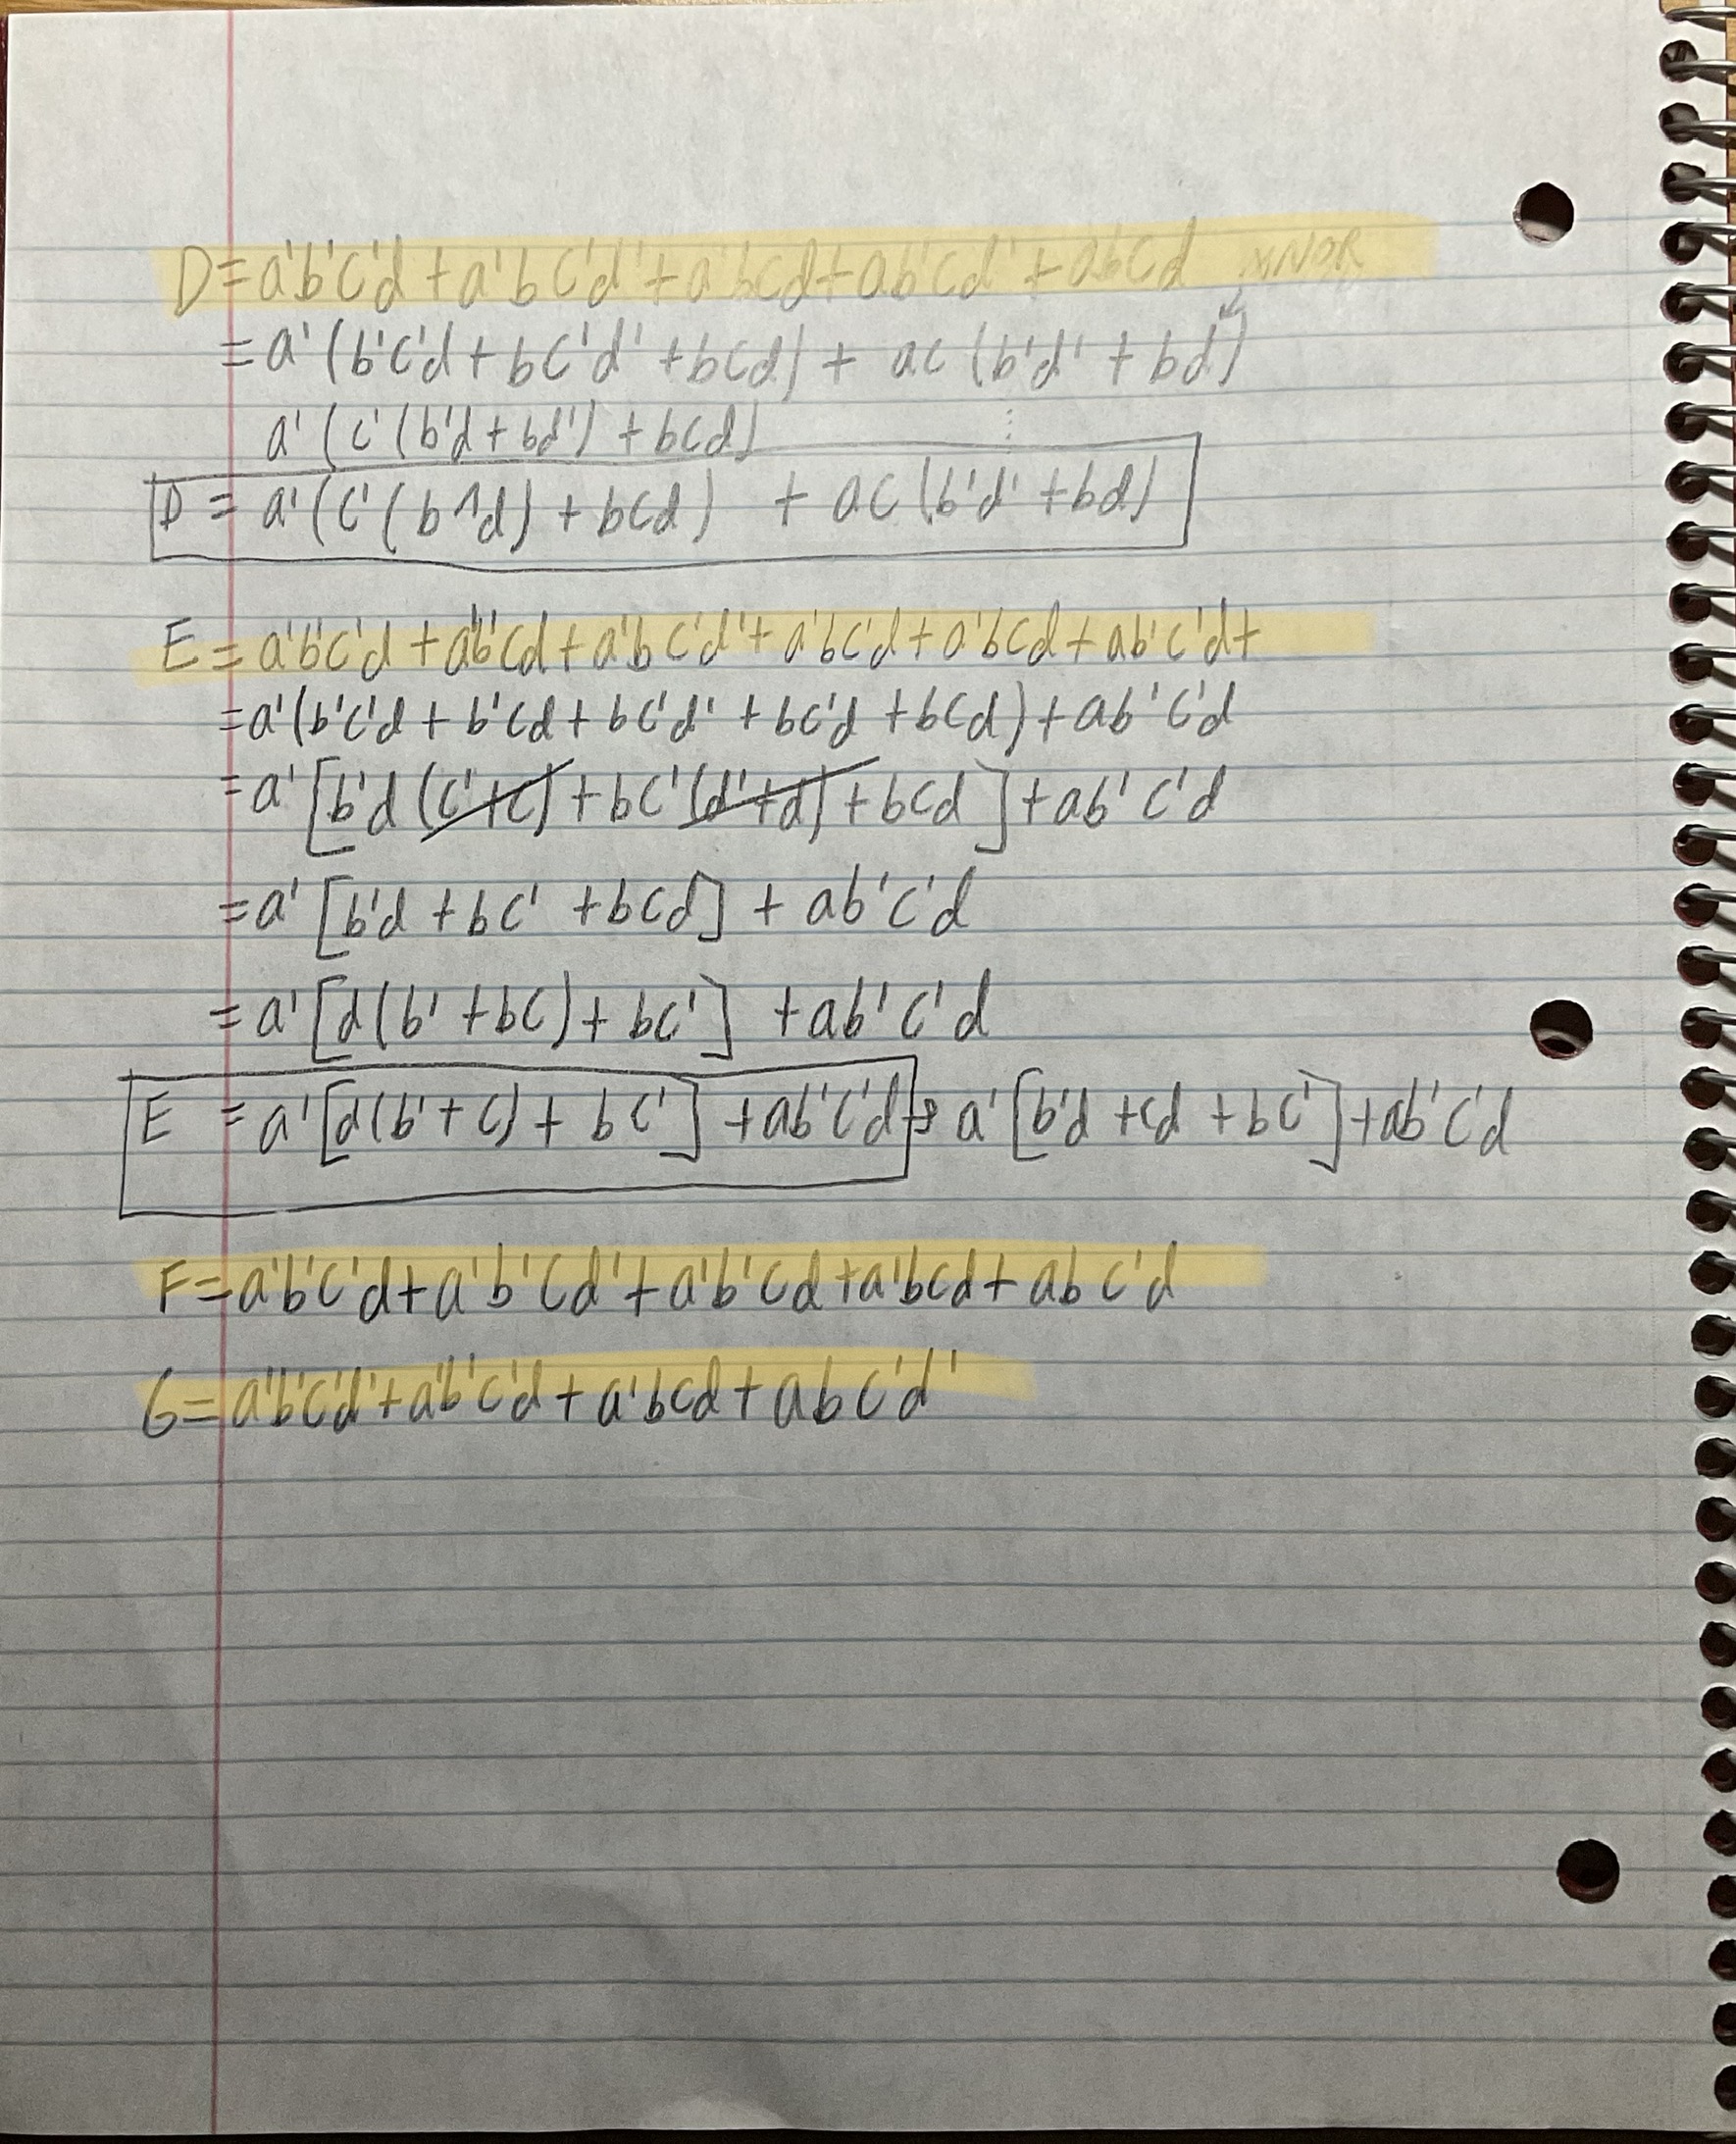 D=a'b'c'd+a'bc'd'+a'bcd+ab'cd'+abcd XNOR
=a'(b'c'd+bc'd'+bcd)+ ac(b'd'+bd)
a'(c'(b'd+bd')+bcd) ⋮
D = a'(c'(b^d)+bcd) + ac(b'd'+bd)
E=a'b'c'd+a'b'cd+a'bc'd'+a'bc'd+a'bcd+ab'c'd+
=a'(b'c'd+b'cd+bc'd'+bc'd+bcd)+ab'c'd
=a'[b'd(c'+c)+bc'(d'+d)+bcd]+ab'c'd
=a'[b'd+bc'+bcd]+ab'c'd
=a'[d(b'+bc)+bc'] +ab'c'd
E =a'[d(b'+c)+bc'] +ab'c'd → a'[b'd+cd+bc']+ab'c'd
F=a'b'c'd+a'b'cd'+a'b'cd+a'bcd+abc'd
G=a'b'c'd'+a'b'c'd+a'bcd+abc'd'